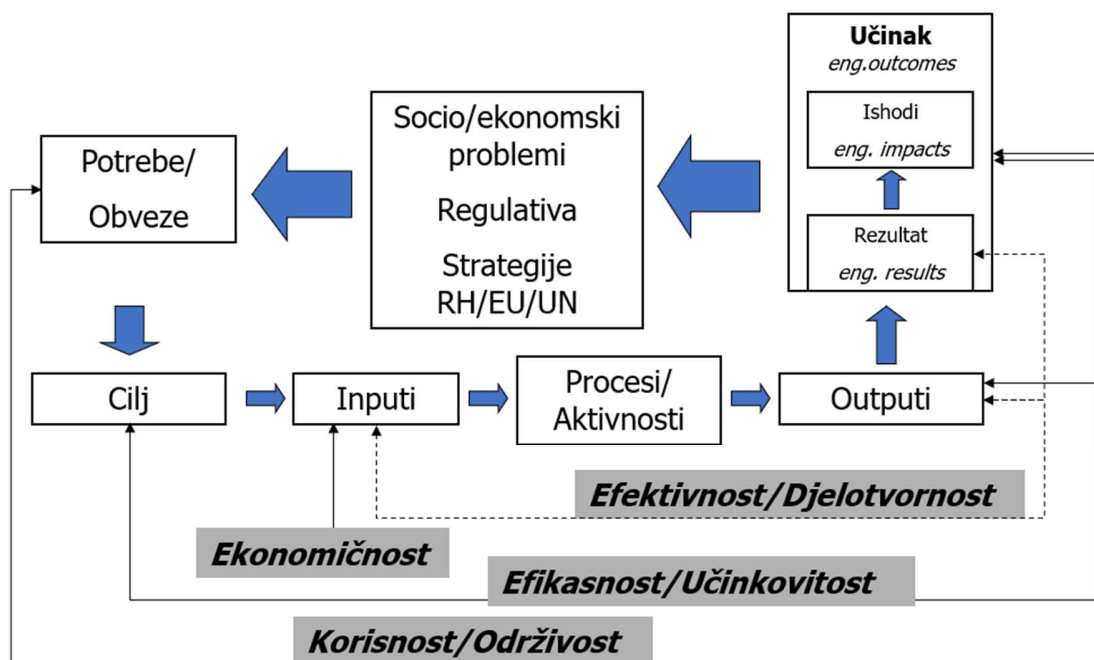 Učinak
eng.outcomes
Ishodi
eng. impacts
Rezultat
eng. results
Socio/ekonomski
problemi
Regulativa
Strategije
RH/EU/UN
Potrebe/
Obveze
Cilj
Inputi
Procesi/
Aktivnosti
Outputi
Efektivnost/Djelotvornost
Ekonomičnost
Efikasnost/Učinkovitost
Korisnost/Održivost